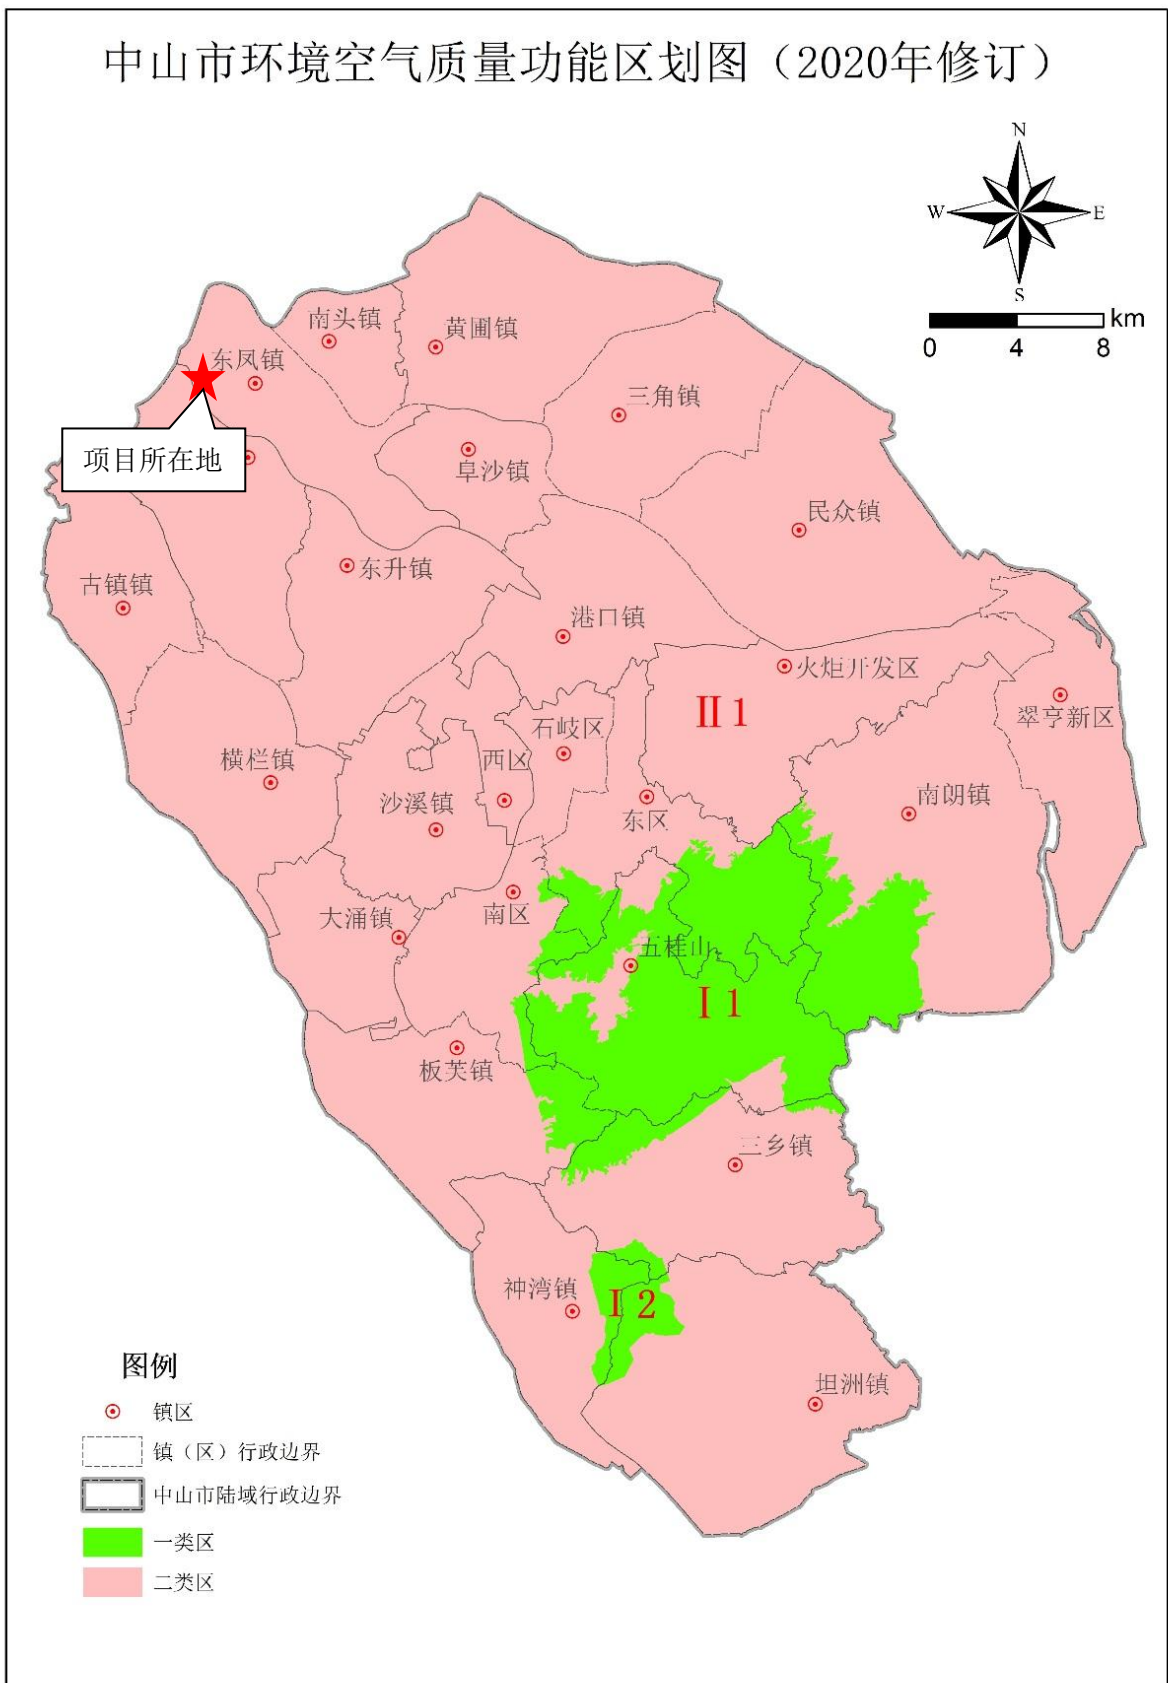 中山市环境空气质量功能区划图（2020年修订）
N
W
E
S
km
0
4
8
南头镇
黄圃镇
东凤镇
三角镇
项目所在地
阜沙镇
民众镇
东升镇
古镇镇
港口镇
火炬开发区
Ⅱ1
翠亨新区
石岐区
西区
横栏镇
沙溪镇
东区
南朗镇
南区
大涌镇
五桂山
Ⅰ1
板芙镇
三乡镇
神湾镇
Ⅰ2
坦洲镇
图例
镇区
镇（区）行政边界
中山市陆域行政边界
一类区
二类区